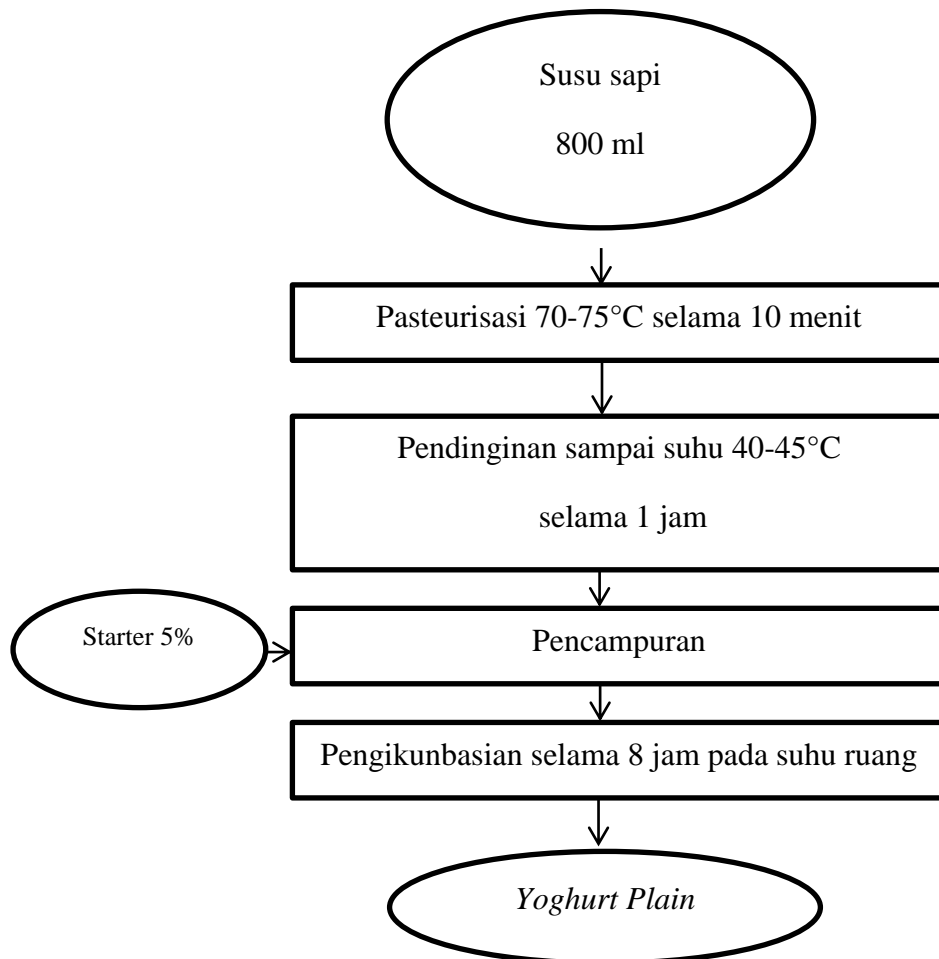 Susu sapi
800 ml
Pasteurisasi 70-75°C selama 10 menit
Pendinginan sampai suhu 40-45°C
selama 1 jam
Starter 5%
Pencampuran
Pengikunbasian selama 8 jam pada suhu ruang
Yoghurt Plain